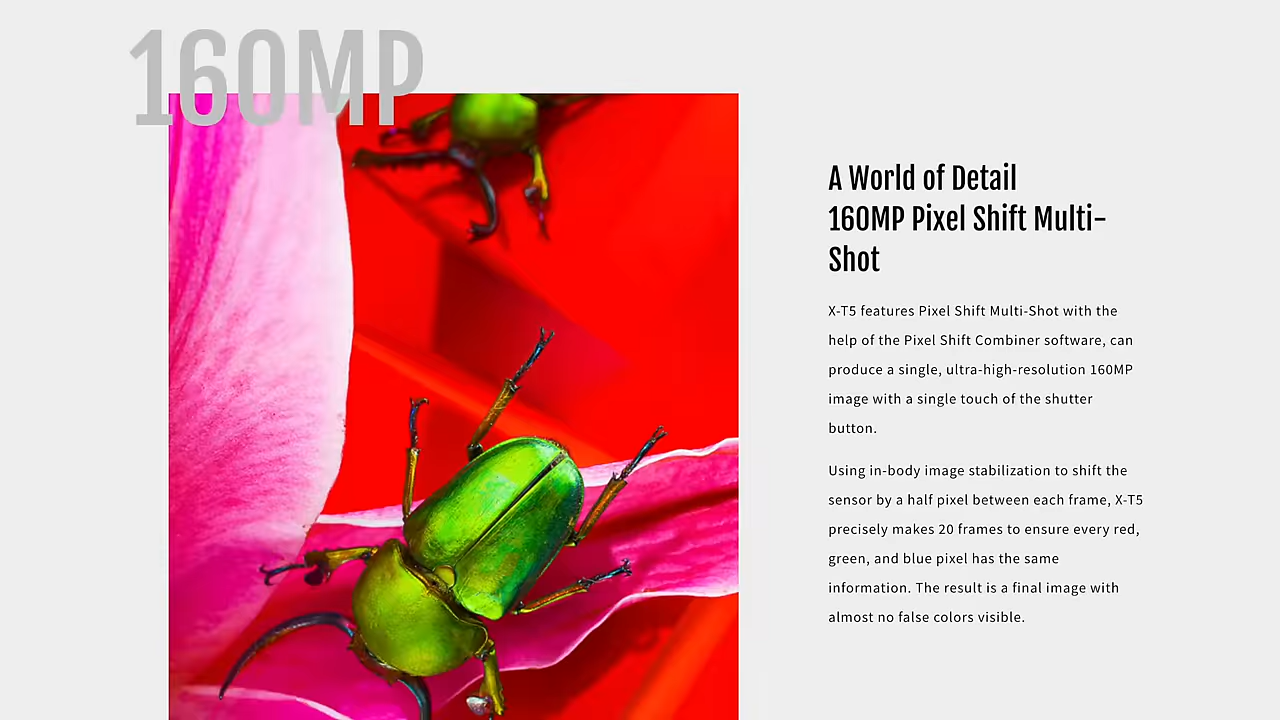 160MP
A World of Detail
160MP Pixel Shift Multi-
Shot
X-T5 features Pixel Shift Multi-Shot with the
help of the Pixel Shift Combiner software, can
produce a single, ultra-high-resolution 160MP
image with a single touch of the shutter
button.
Using in-body image stabilization to shift the
sensor by a half pixel between each frame, X-T5
precisely makes 20 frames to ensure every red,
green, and blue pixel has the same
information. The result is a final image with
almost no false colors visible.